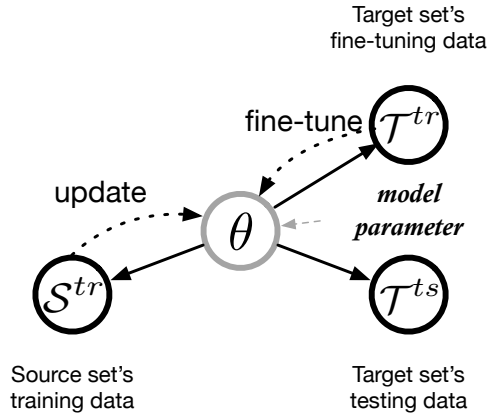 Target set's
fine-tuning data
fine-tune
𝒯^{tr}
update
model
parameter
θ
𝒮^{tr}
𝒯^{ts}
Source set's
training data
Target set's
testing data